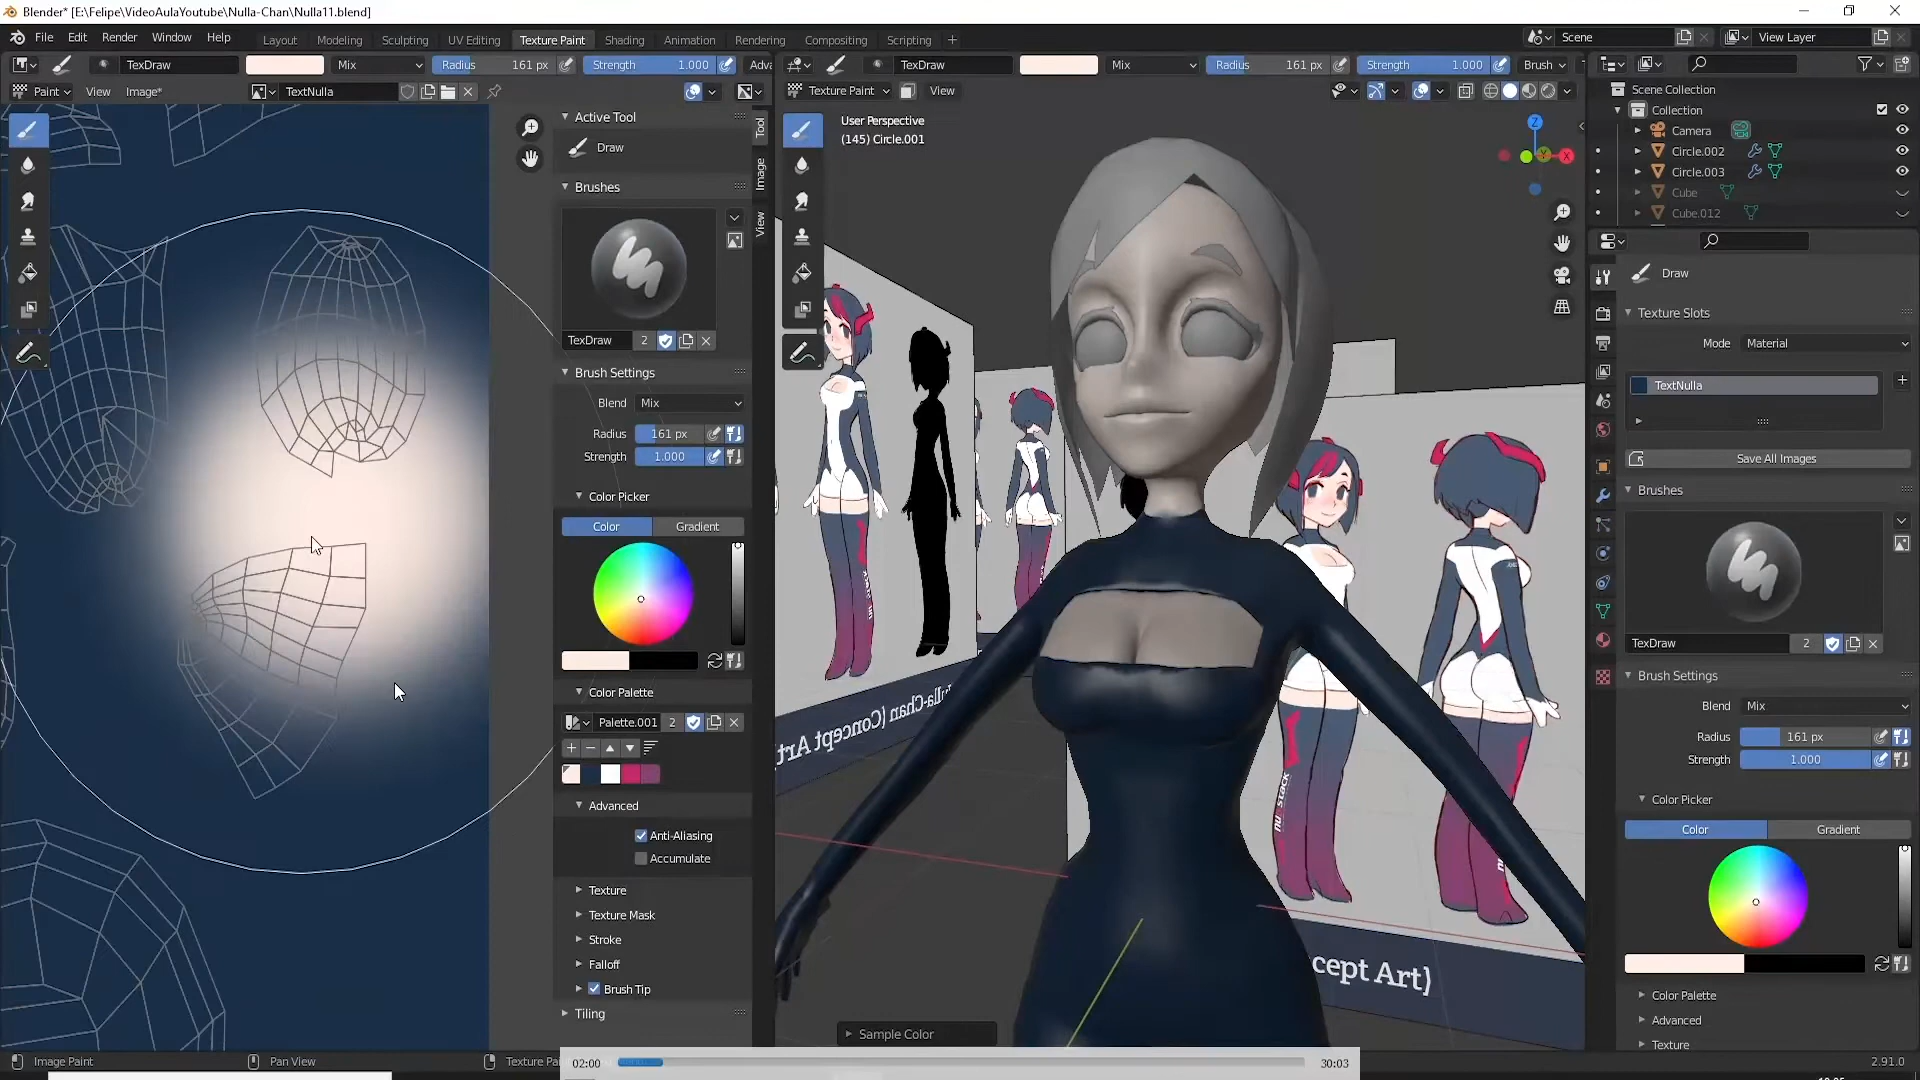 Blender* [E:\Felipe\VideoAulaYoutube\Nulla-Chan\Nulla11.blend]
File Edit Render Window Help
Layout Modeling Sculpting UV Editing Texture Paint Shading Animation Rendering Compositing Scripting +
Scene
View Layer
TexDraw Mix Radius 161 px Strength 1.000 Adva
TexDraw Mix Radius 161 px Strength 1.000 Brush
Paint View Image* TextNulla
Texture Paint View
User Perspective
(145) Circle.001
Z
X
Tool
Image
View
Active Tool
Draw
Brushes
TexDraw 2
Brush Settings
Blend Mix
Radius 161 px
Strength 1.000
Color Picker
Color Gradient
Color Palette
Palette.001 2
Advanced
Anti-Aliasing
Accumulate
Texture
Texture Mask
Stroke
Falloff
Brush Tip
Tiling
cept Art)
Sample Color
Scene Collection
Collection
Camera
Circle.002
Circle.003
Cube
Cube.012
Draw
Texture Slots
Mode Material
TextNulla
Save All Images
Brushes
TexDraw 2
Brush Settings
Blend Mix
Radius 161 px
Strength 1.000
Color Picker
Color Gradient
Color Palette
Advanced
Texture
Image Paint Pan View Texture Pa
02:00 30:03
2.91.0